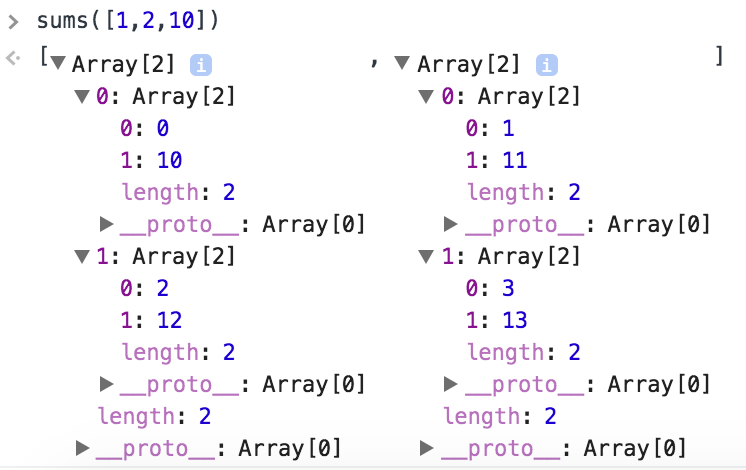 > sums([1,2,10])
<· [▼Array[2] i , ▼Array[2] i ]
▼0: Array[2] ▼0: Array[2]
0: 0 0: 1
1: 10 1: 11
length: 2 length: 2
▶__proto__: Array[0] ▶__proto__: Array[0]
▼1: Array[2] ▼1: Array[2]
0: 2 0: 3
1: 12 1: 13
length: 2 length: 2
▶__proto__: Array[0] ▶__proto__: Array[0]
length: 2 length: 2
▶__proto__: Array[0] ▶__proto__: Array[0]